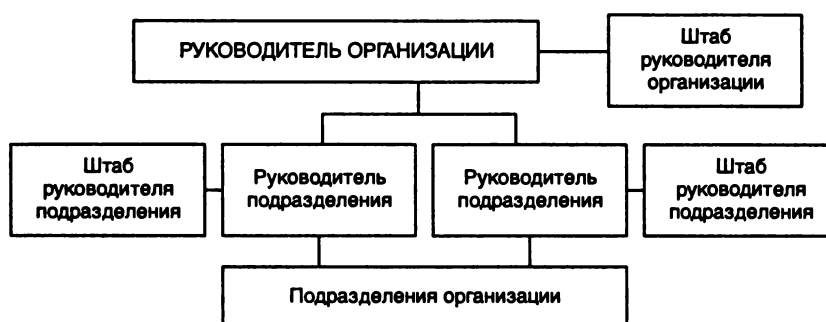 РУКОВОДИТЕЛЬ ОРГАНИЗАЦИИ
Штаб
руководителя
организации
Штаб
руководителя
подразделения
Руководитель
подразделения
Руководитель
подразделения
Штаб
руководителя
подразделения
Подразделения организации